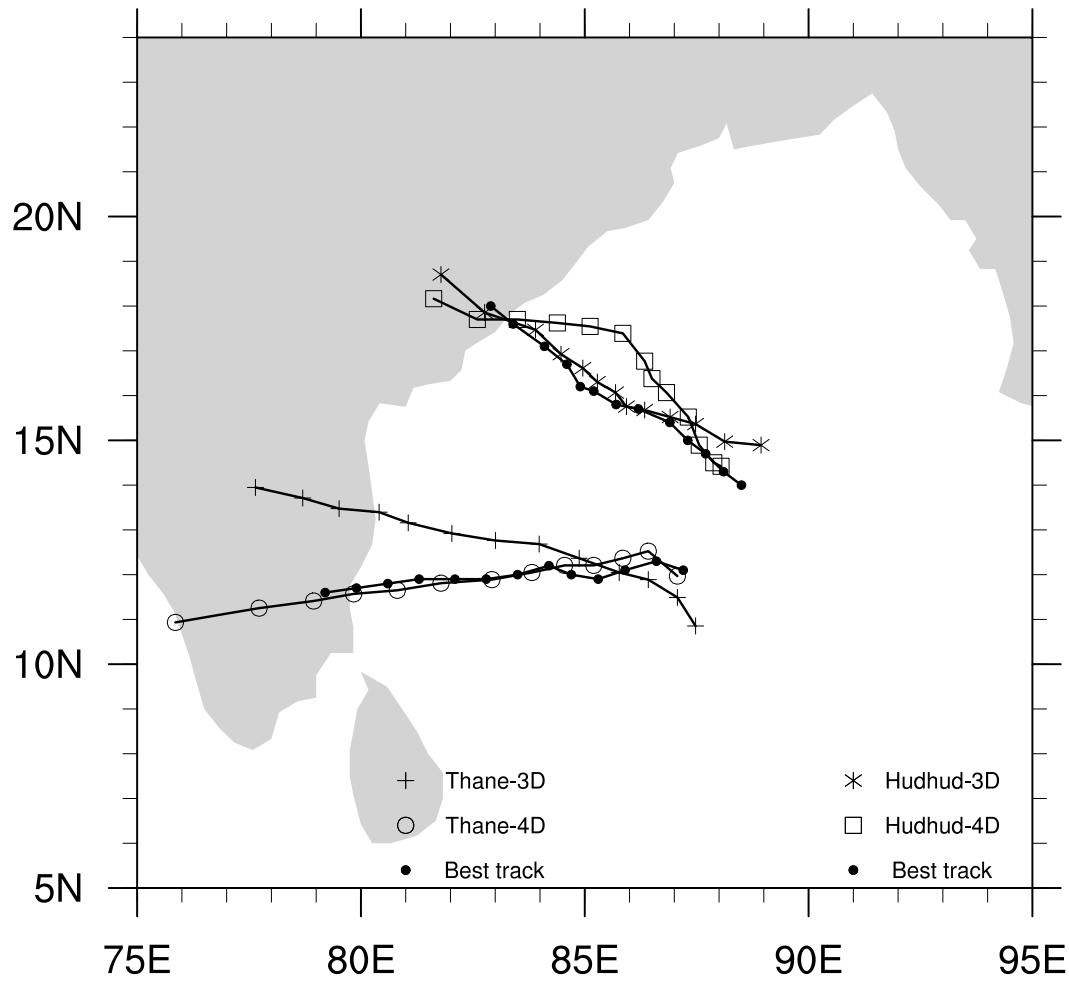 20N
15N
10N
5N
Thane-3D
Hudhud-3D
Thane-4D
Hudhud-4D
Best track
Best track
75E
80E
85E
90E
95E